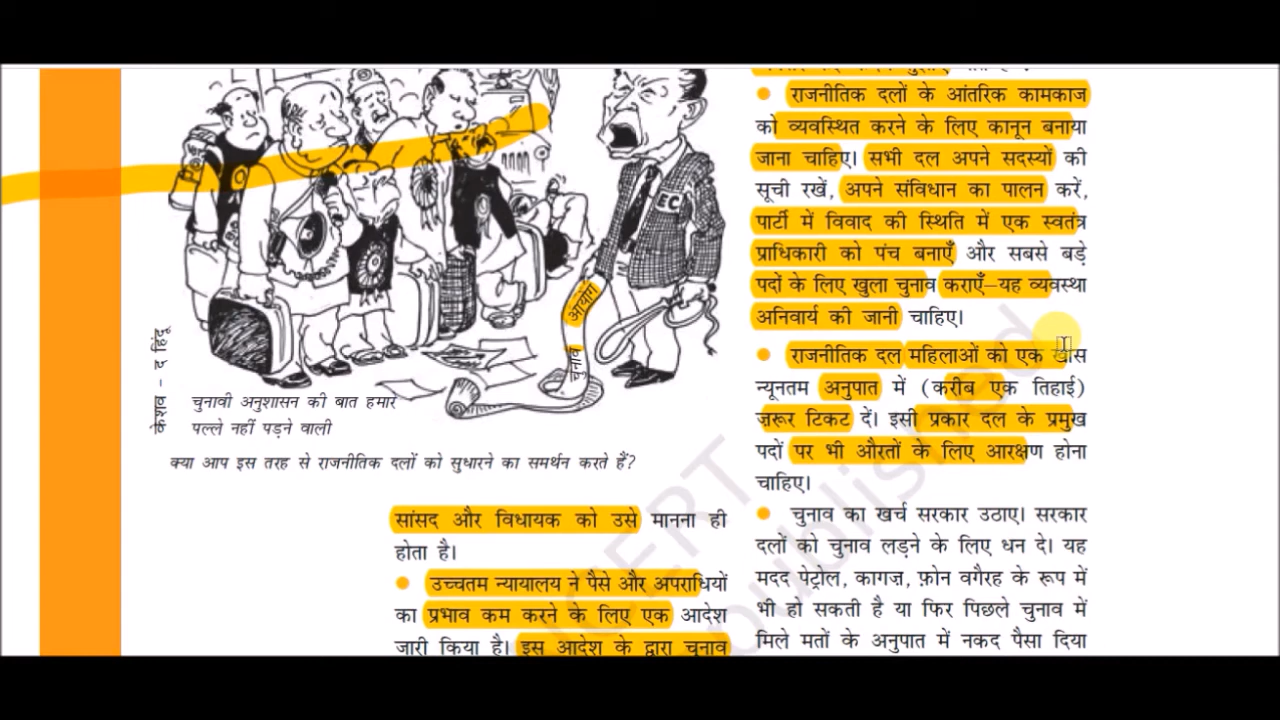 EC
चुनाव आयोग
केशव - द हिंदू
चुनावी अनुशासन की बात हमारे
पल्ले नहीं पड़ने वाली
क्या आप इस तरह से राजनीतिक दलों को सुधारने का समर्थन करते हैं?
सांसद और विधायक को उसे मानना ही
होता है।
● उच्चतम न्यायालय ने पैसे और अपराधियों
का प्रभाव कम करने के लिए एक आदेश
जारी किया है। इस आदेश के द्वारा चुनाव
● राजनीतिक दलों के आंतरिक कामकाज
को व्यवस्थित करने के लिए कानून बनाया
जाना चाहिए। सभी दल अपने सदस्यों की
सूची रखें, अपने संविधान का पालन करें,
पार्टी में विवाद की स्थिति में एक स्वतंत्र
प्राधिकारी को पंच बनाएँ और सबसे बड़े
पदों के लिए खुला चुनाव कराएँ–यह व्यवस्था
अनिवार्य की जानी चाहिए।
● राजनीतिक दल महिलाओं को एक खास
न्यूनतम अनुपात में (करीब एक तिहाई)
ज़रूर टिकट दें। इसी प्रकार दल के प्रमुख
पदों पर भी औरतों के लिए आरक्षण होना
चाहिए।
● चुनाव का खर्च सरकार उठाए। सरकार
दलों को चुनाव लड़ने के लिए धन दे। यह
मदद पेट्रोल, कागज़, फ़ोन वगैरह के रूप में
भी हो सकती है या फिर पिछले चुनाव में
मिले मतों के अनुपात में नकद पैसा दिया